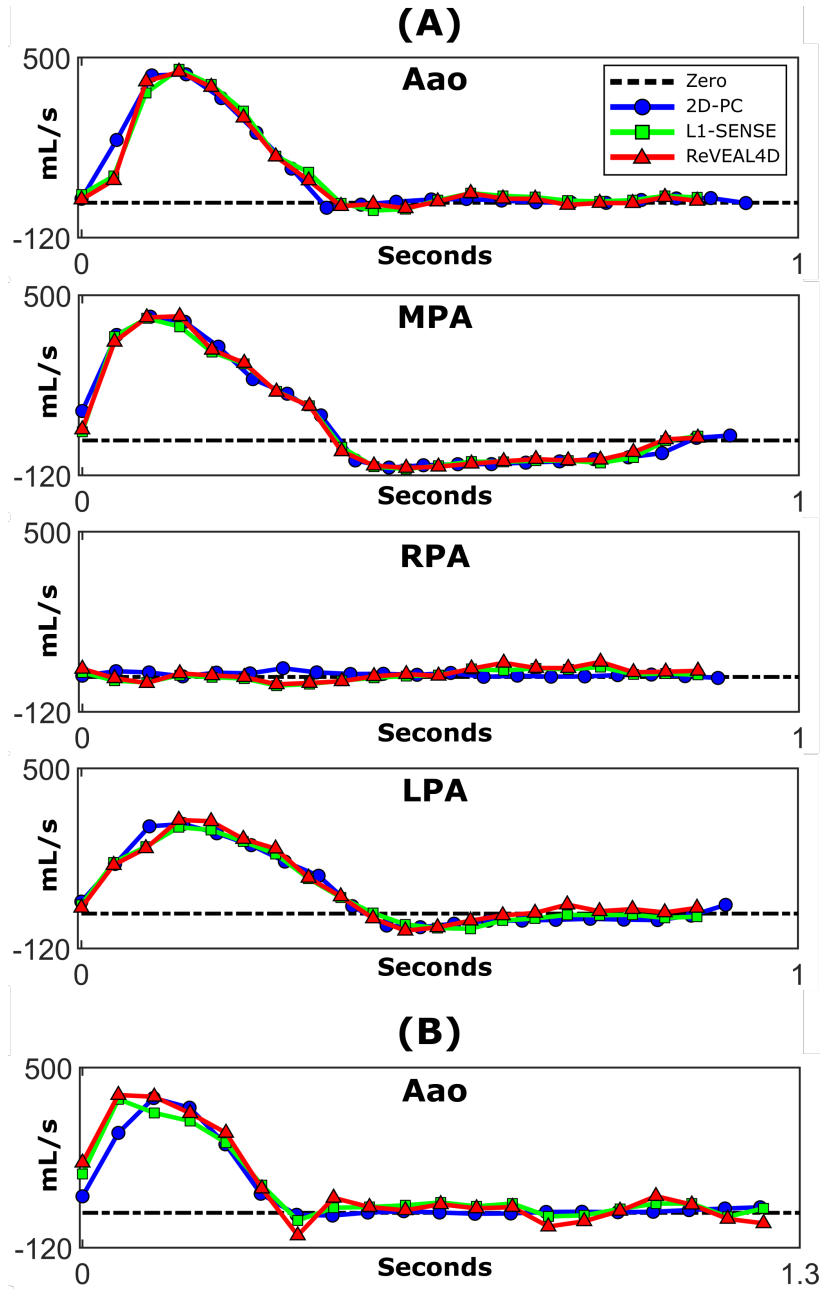 (A)
500
Aao
Zero
2D-PC
L1-SENSE
ReVEAL4D
mL/s
-120
0
Seconds
1
500
MPA
mL/s
-120
0
Seconds
1
500
RPA
mL/s
-120
0
Seconds
1
500
LPA
mL/s
-120
0
Seconds
1
(B)
500
Aao
mL/s
-120
0
Seconds
1.3